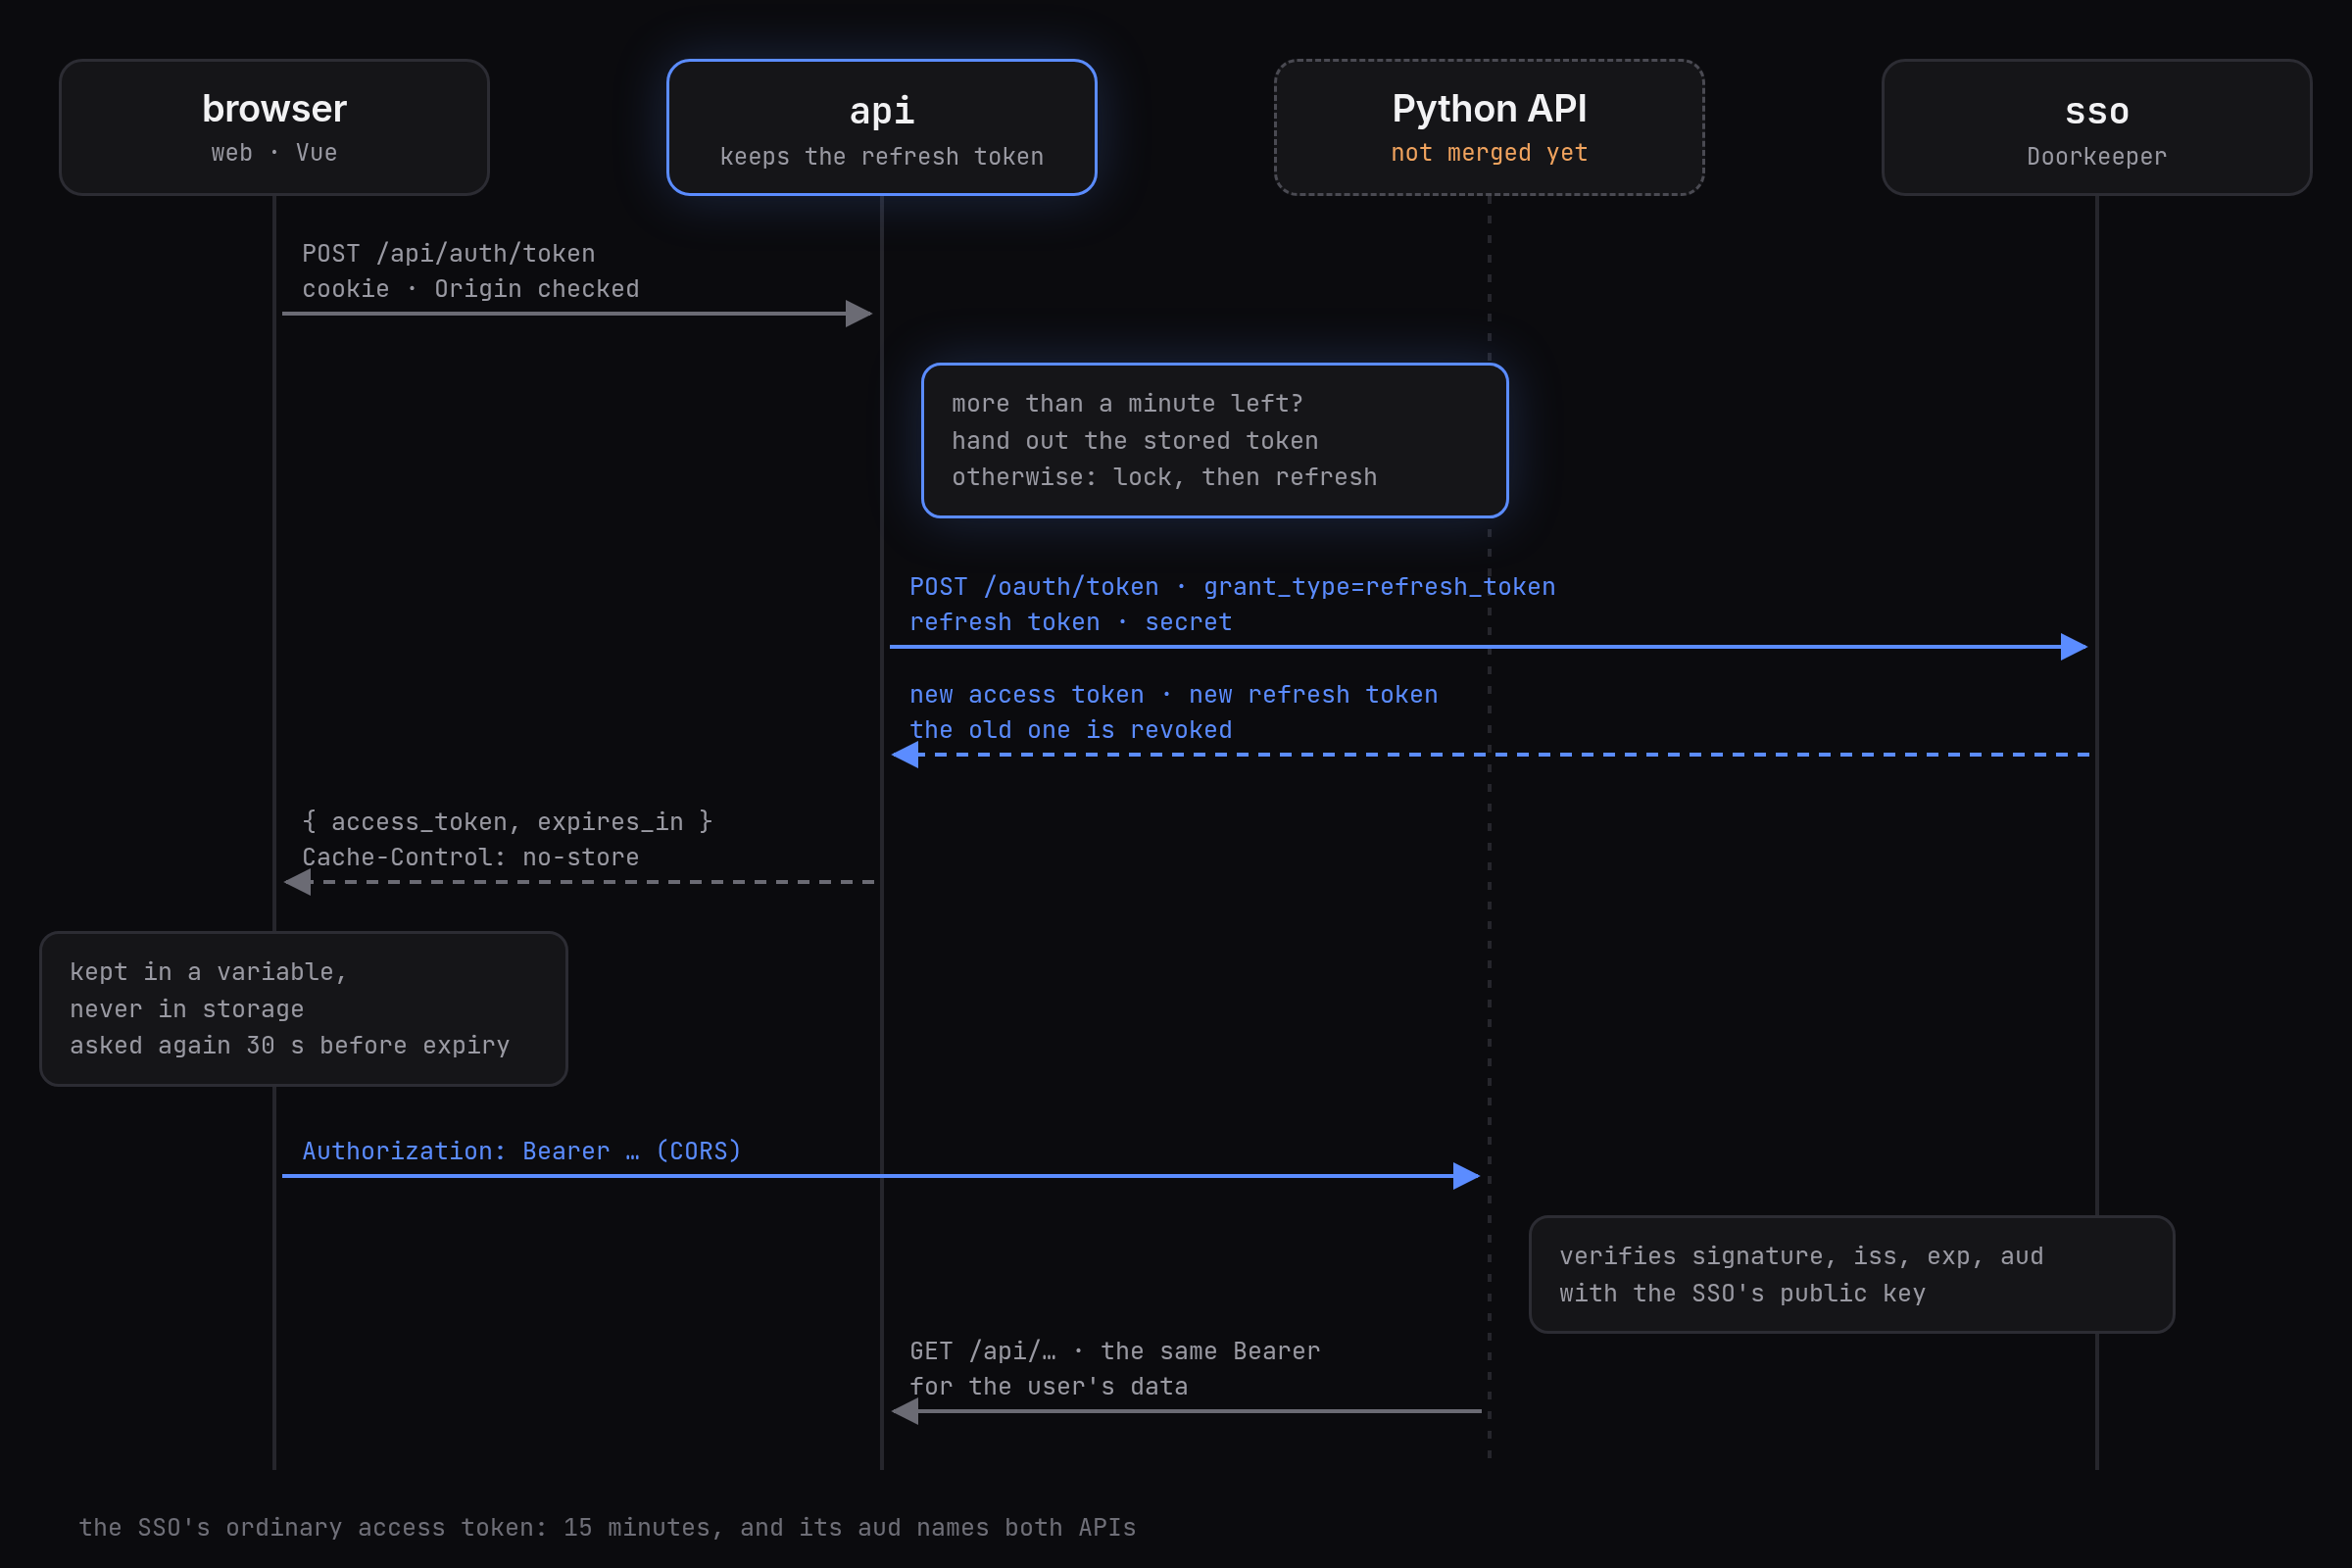 browser
web · Vue
api
keeps the refresh token
Python API
not merged yet
sso
Doorkeeper
POST /api/auth/token
cookie · Origin checked
more than a minute left?
hand out the stored token
otherwise: lock, then refresh
POST /oauth/token · grant_type=refresh_token
refresh token · secret
new access token · new refresh token
the old one is revoked
{ access_token, expires_in }
Cache-Control: no-store
kept in a variable,
never in storage
asked again 30 s before expiry
Authorization: Bearer … (CORS)
verifies signature, iss, exp, aud
with the SSO's public key
GET /api/… · the same Bearer
for the user's data
the SSO's ordinary access token: 15 minutes, and its aud names both APIs